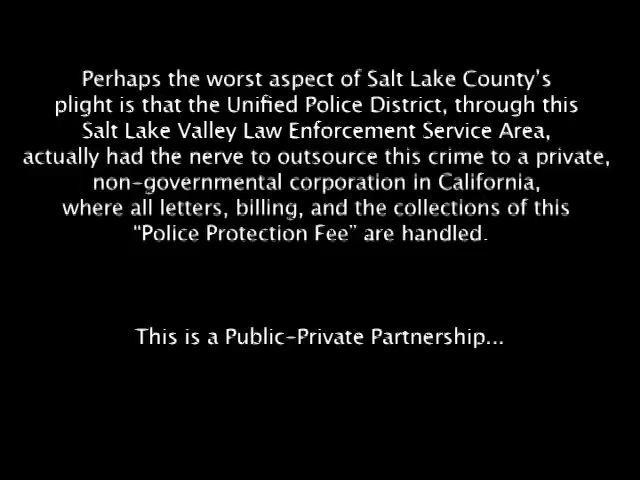 Perhaps the worst aspect of Salt Lake County's
plight is that the Unified Police District, through this
Salt Lake Valley Law Enforcement Service Area,
actually had the nerve to outsource this crime to a private,
non-governmental corporation in California,
where all letters, billing, and the collections of this
“Police Protection Fee” are handled.
This is a Public-Private Partnership...